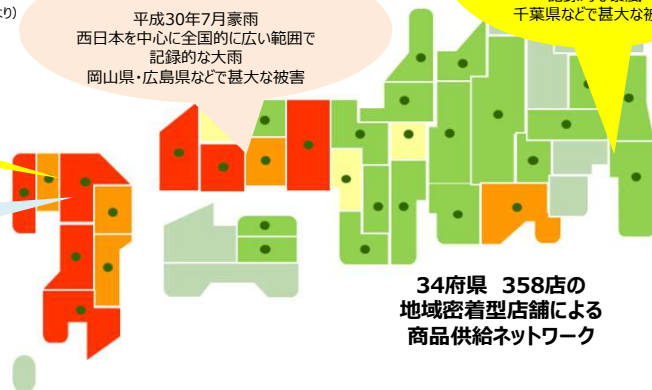 平成30年7月豪雨
西日本を中心に全国的に広い範囲で
記録的な大雨
岡山県・広島県などで甚大な被害
34府県 358店の
地域密着型店舗による
商品供給ネットワーク
千葉県などで甚大な被
より)